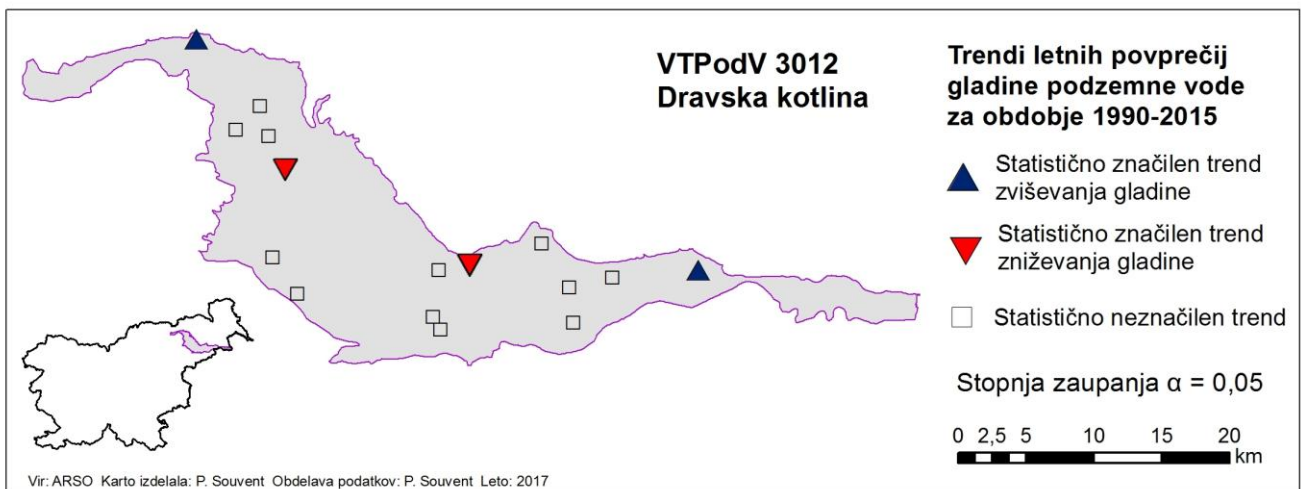 VTPodV 3012
Dravska kotlina
Trendi letnih povprečij
gladine podzemne vode
za obdobje 1990-2015
Statistično značilen trend
zviševanja gladine
Statistično značilen trend
zniževanja gladine
Statistično neznačilen trend
Stopnja zaupanja α = 0,05
0 2,5 5 10 15 20
km
Vir: ARSO Karto izdelala: P. Souvent Obdelava podatkov: P. Souvent Leto: 2017